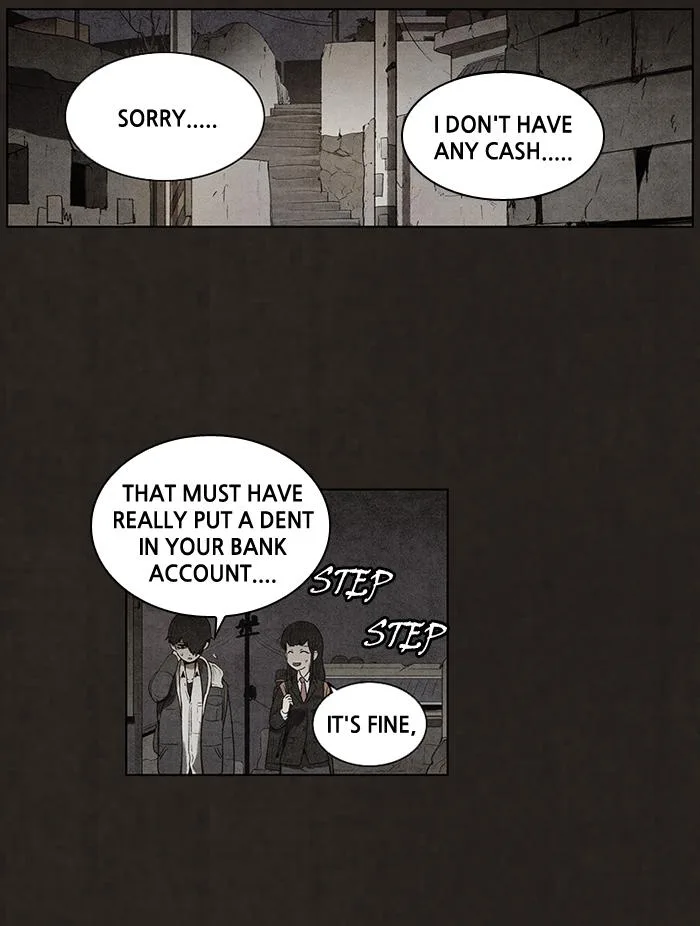 SORRY.....
I DON'T HAVE
ANY CASH.....
THAT MUST HAVE
REALLY PUT A DENT
IN YOUR BANK
ACCOUNT....
STEP
STEP
IT'S FINE,